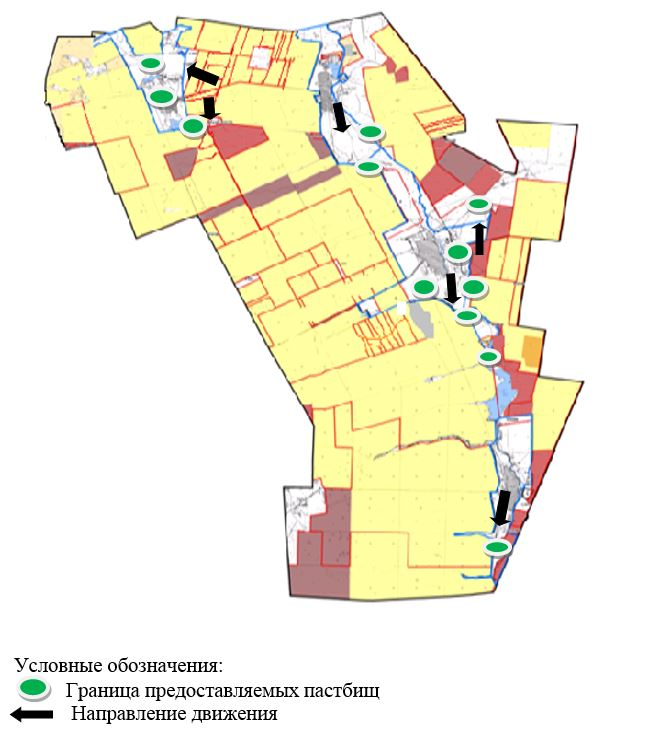 Условные обозначения:
Граница предоставляемых пастбищ
Направление движения